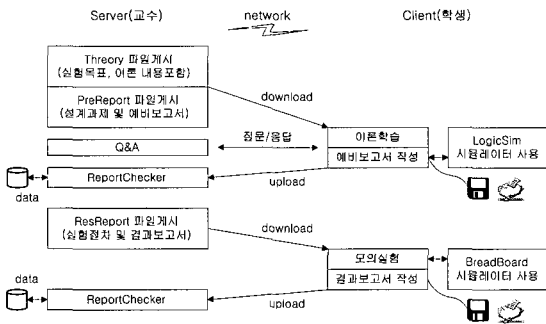 Server(교수)
network
Client(학생)
Threory 파일게시
(실험목표, 이론 내용포함)
download
PreReport 파일게시
(설계과제 및 예비보고서)
질문/응답
이론학습
LogicSim
시뮬레이터 사용
Q&A
예비보고서 작성
ReportChecker
upload
data
ResReport 파일게시
(실험절차 및 결과보고서)
download
모의실험
BreadBoard
시뮬레이터 사용
data
결과보고서 작성
ReportChecker
upload